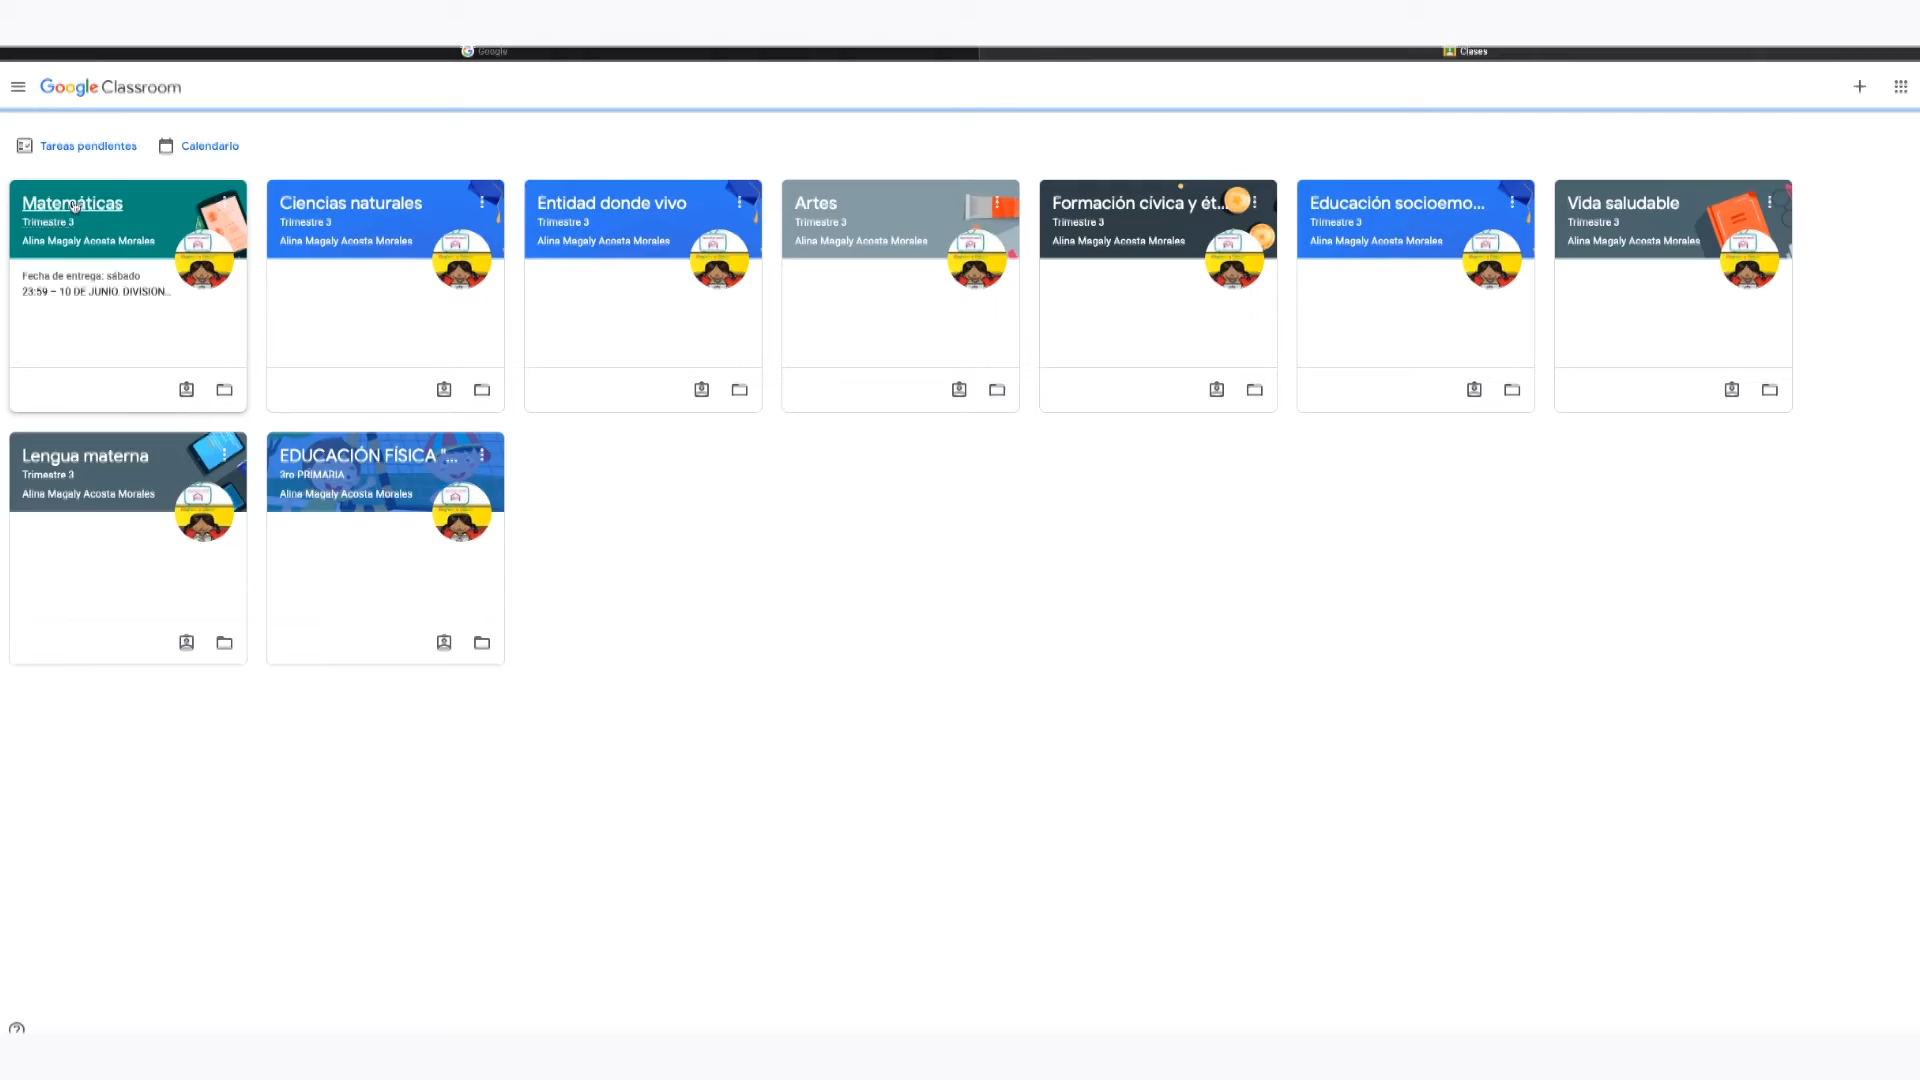 Google
Clases
Google Classroom
Tareas pendientes
Calendario
Matemáticas
Trimestre 3
Alina Magaly Acosta Morales
Fecha de entrega: sábado
23:59 – 10 DE JUNIO. DIVISION...
Ciencias naturales
Trimestre 3
Alina Magaly Acosta Morales
Entidad donde vivo
Trimestre 3
Alina Magaly Acosta Morales
Artes
Trimestre 3
Alina Magaly Acosta Morales
Formación cívica y ét...
Trimestre 3
Alina Magaly Acosta Morales
Educación socioemo...
Trimestre 3
Alina Magaly Acosta Morales
Vida saludable
Trimestre 3
Alina Magaly Acosta Morales
Lengua materna
Trimestre 3
Alina Magaly Acosta Morales
EDUCACIÓN FÍSICA "...
3ro PRIMARIA
Alina Magaly Acosta Morales